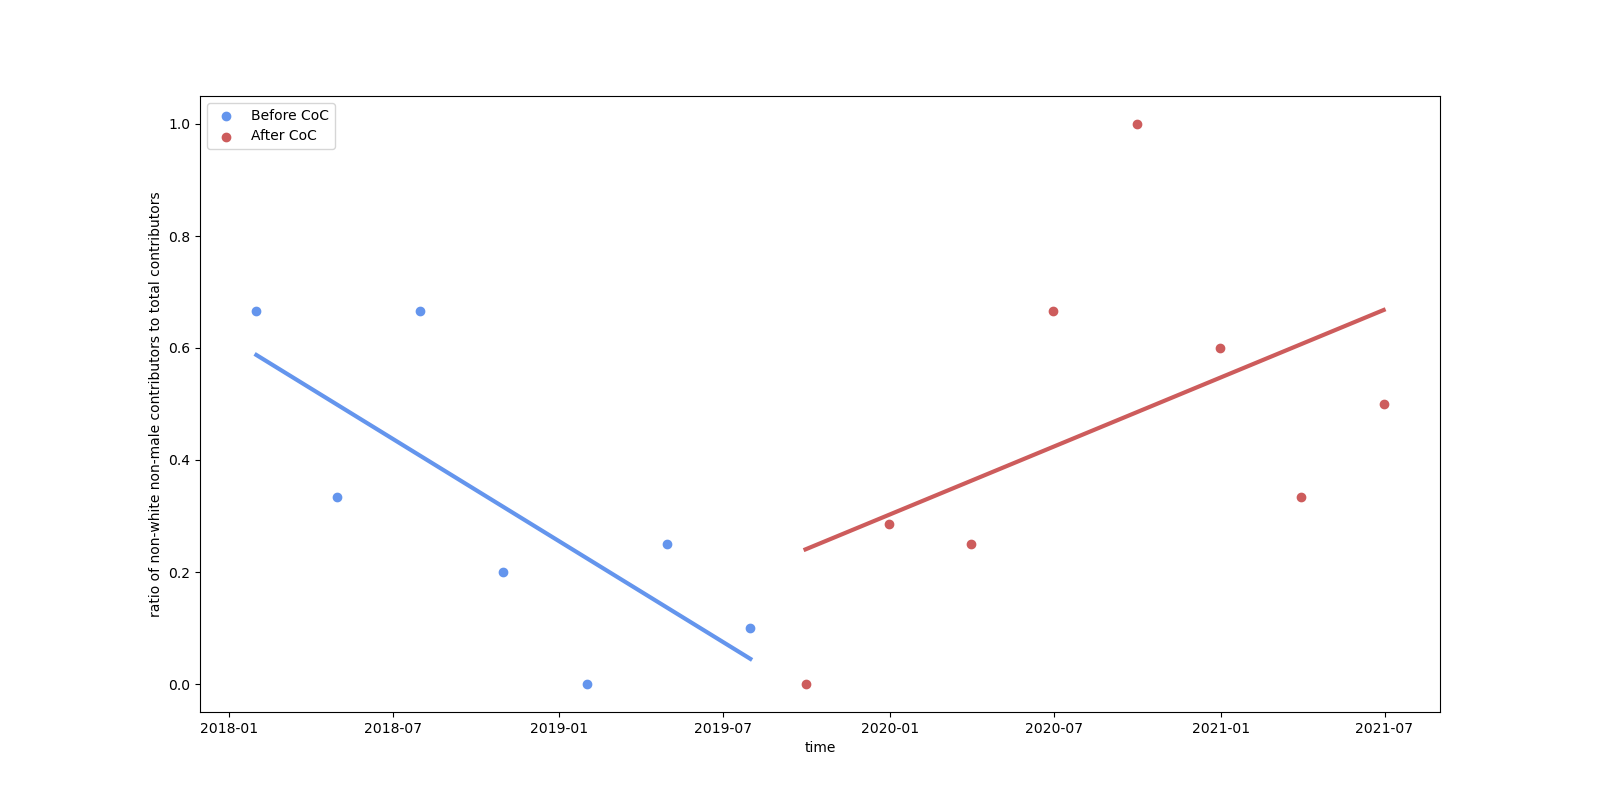 Before CoC
After CoC
ratio of non-white non-male contributors to total contributors
1.0
0.8
0.6
0.4
0.2
0.0
2018-01 2018-07 2019-01 2019-07 2020-01 2020-07 2021-01 2021-07
time